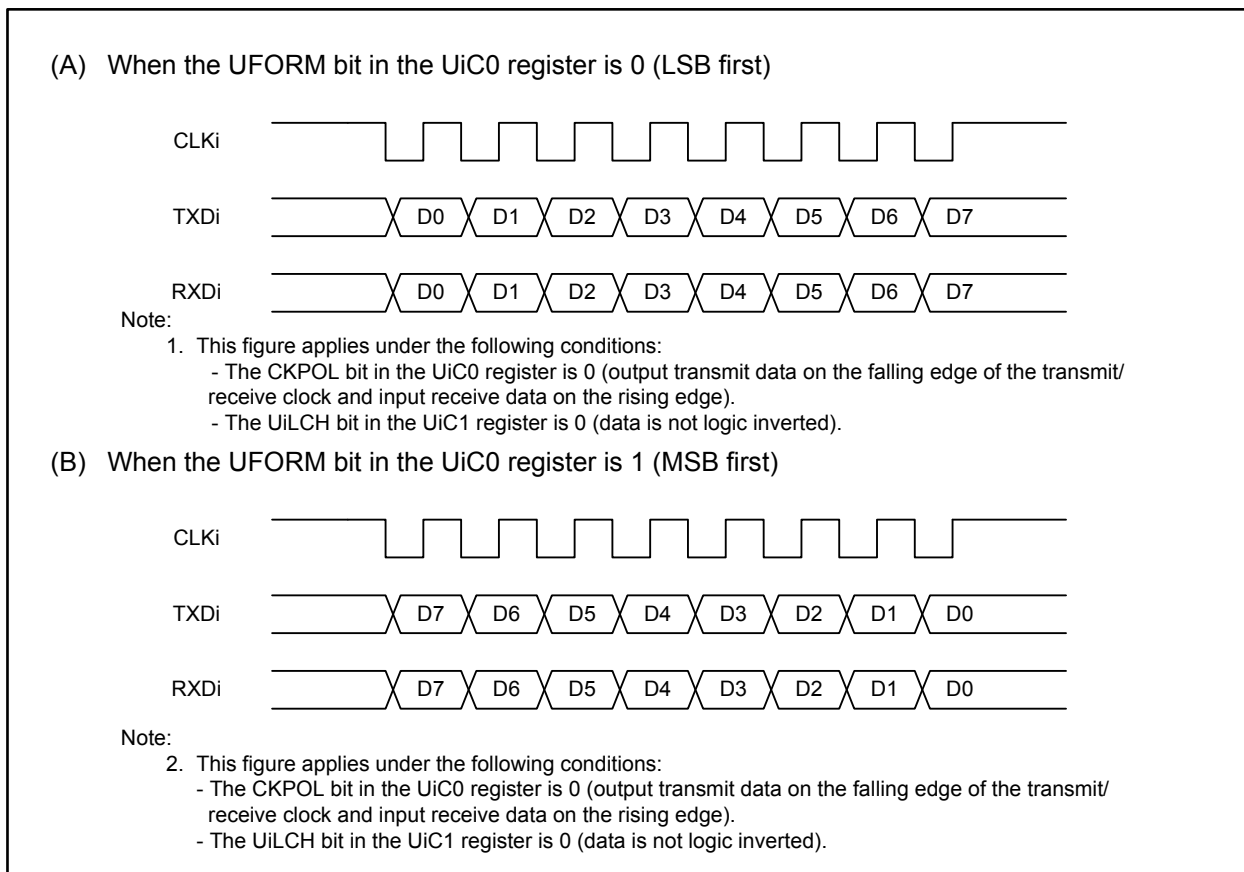 (A) When the UFORM bit in the UiC0 register is 0 (LSB first)
CLKi
TXDi D0 D1 D2 D3 D4 D5 D6 D7
RXDi D0 D1 D2 D3 D4 D5 D6 D7
Note:
1. This figure applies under the following conditions:
- The CKPOL bit in the UiC0 register is 0 (output transmit data on the falling edge of the transmit/
receive clock and input receive data on the rising edge).
- The UiLCH bit in the UiC1 register is 0 (data is not logic inverted).
(B) When the UFORM bit in the UiC0 register is 1 (MSB first)
CLKi
TXDi D7 D6 D5 D4 D3 D2 D1 D0
RXDi D7 D6 D5 D4 D3 D2 D1 D0
Note:
2. This figure applies under the following conditions:
- The CKPOL bit in the UiC0 register is 0 (output transmit data on the falling edge of the transmit/
receive clock and input receive data on the rising edge).
- The UiLCH bit in the UiC1 register is 0 (data is not logic inverted).